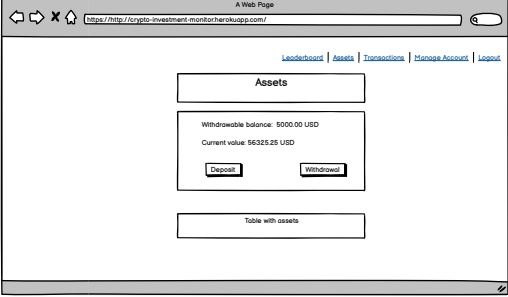 A Web Page
https://http://crypto-investment-monitor.herokuapp.com/
Leaderboard | Assets | Transactions | Manage Account | Logout
Assets
Withdrawable balance: 5000.00 USD
Current value: 56325.25 USD
Deposit Withdrawal
Table with assets